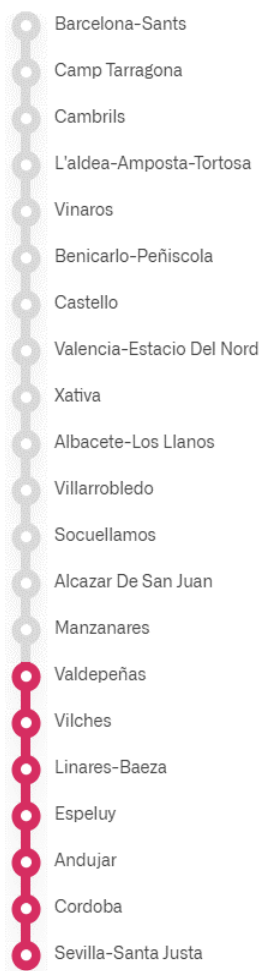 Barcelona-Sants
Camp Tarragona
Cambrils
L'aldea-Amposta-Tortosa
Vinaros
Benicarlo-Peñiscola
Castello
Valencia-Estacio Del Nord
Xativa
Albacete-Los Llanos
Villarrobledo
Socuellamos
Alcazar De San Juan
Manzanares
Valdepeñas
Vilches
Linares-Baeza
Espeluy
Andujar
Cordoba
Sevilla-Santa Justa